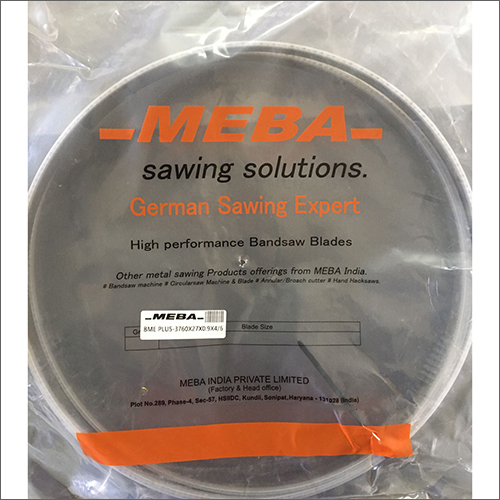 MEBA
sawing solutions.
German Sawing Expert
High performance Bandsaw Blades
Other metal sawing Products offerings from MEBA India.
# Bandsaw machine # Circularsaw Machine & Blade # Annular/Broach cutter # Hand Hacksaws.
MEBA
BMI PLUS-3760X27X0.9X4/6
Blade Size
MEBA INDIA PRIVATE LIMITED
(Factory & Head office)
Plot No.289, Phase-4, Sec-57, HSIIDC, Kundli, Sonipat, Haryana - 131028 (India)